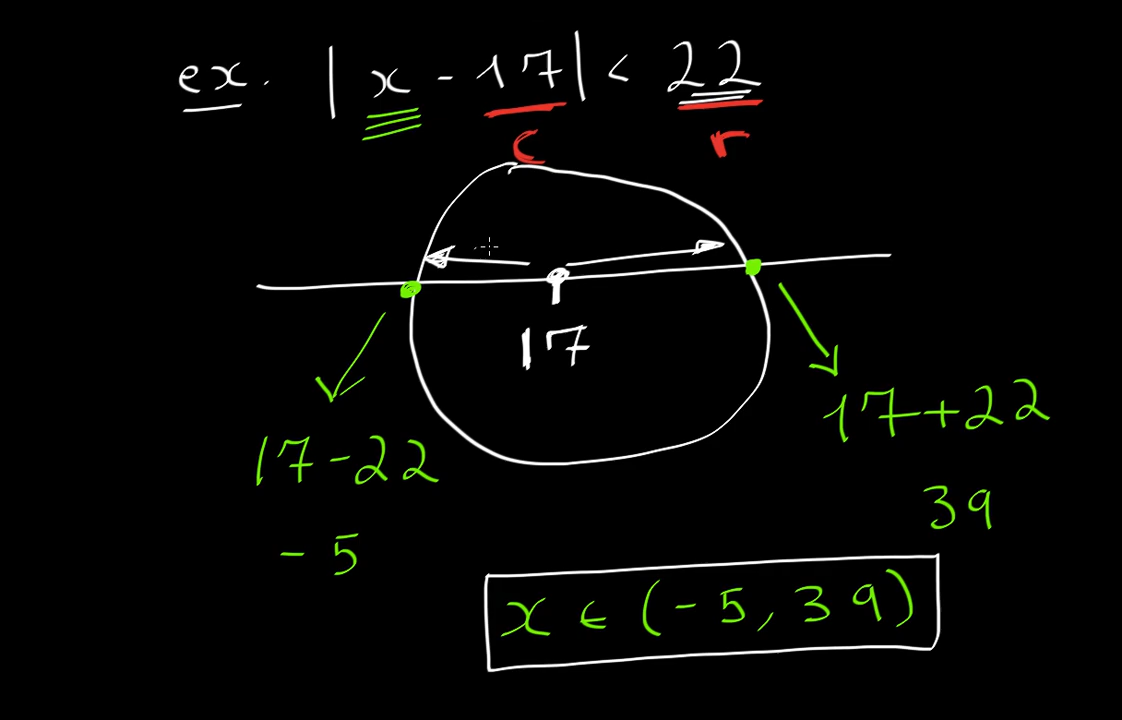 ex. |x - 17| < 22
c r
17
17-22
17+22
-5
39
x ∈ (-5, 39)